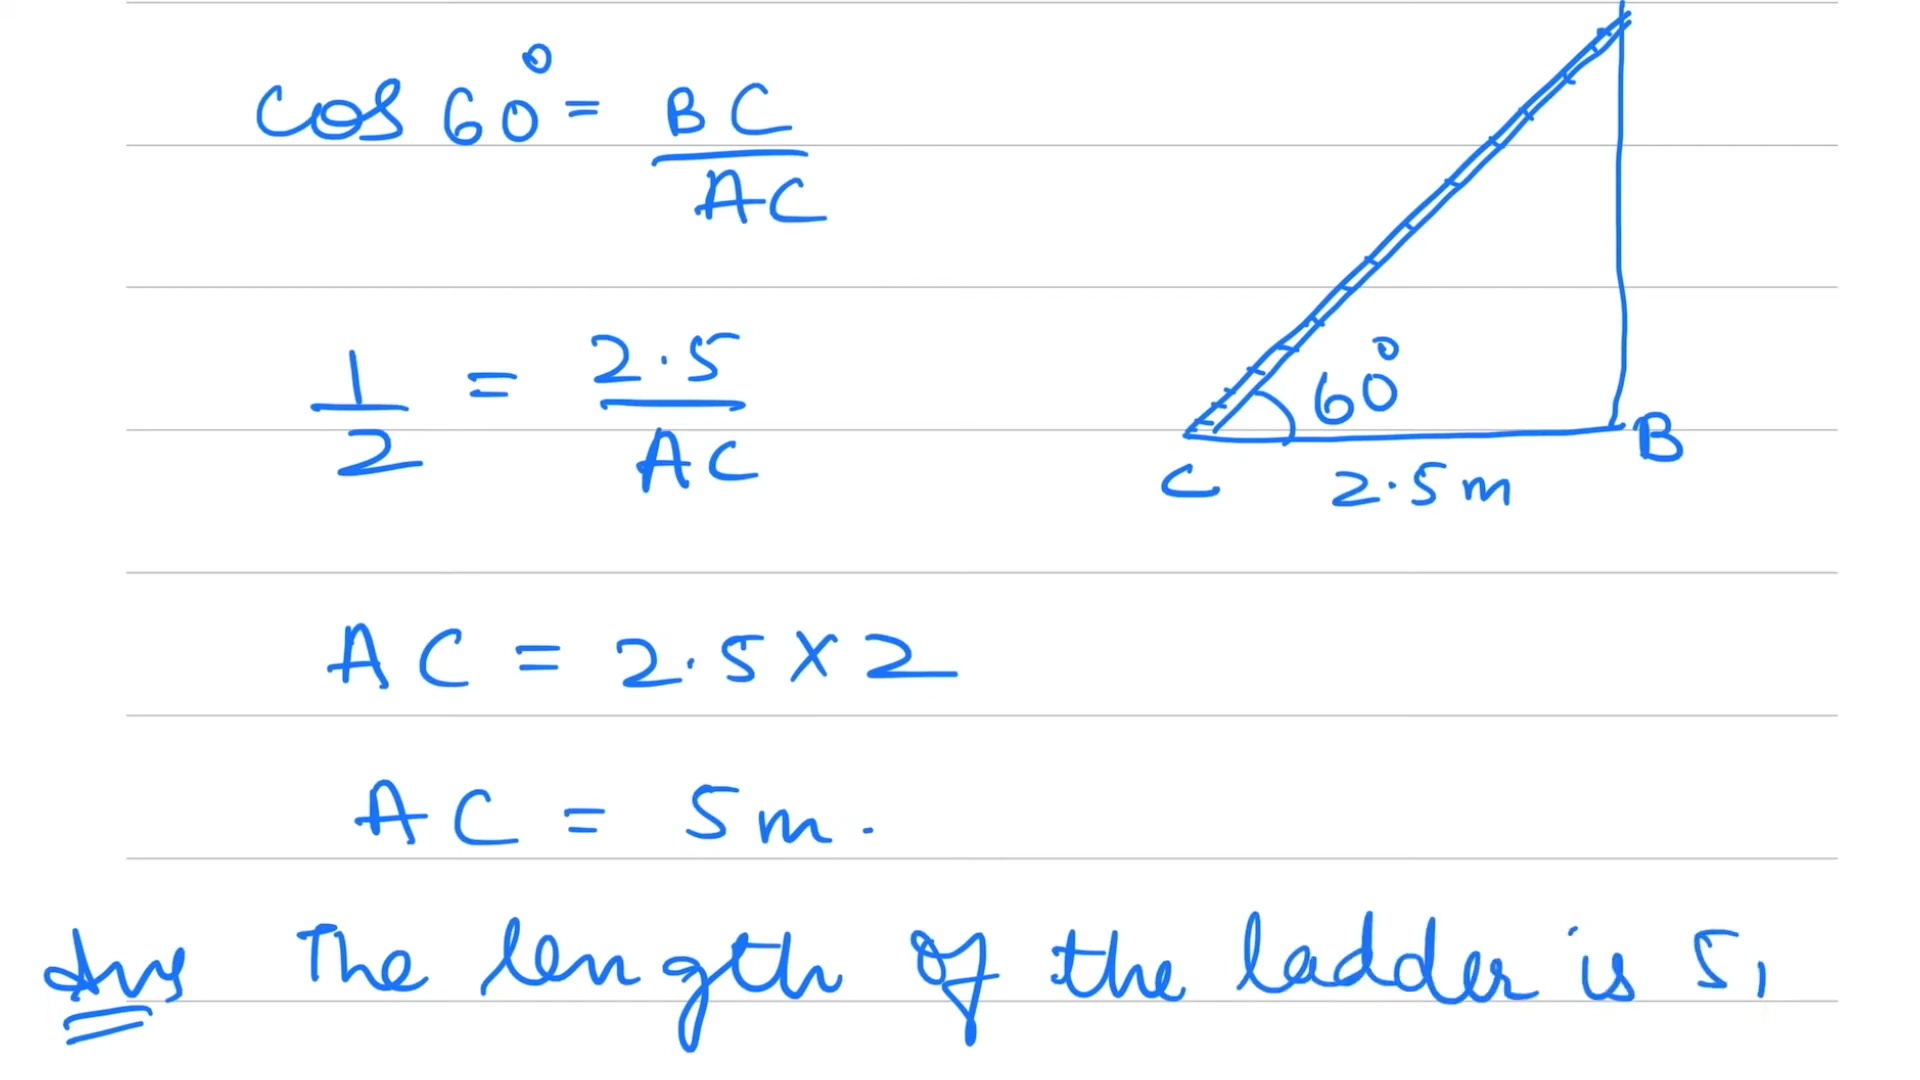 cos 60° = BC
AC
1/2 = 2.5/AC
AC = 2.5 × 2
AC = 5m.
Ans The length of the ladder is 5
60°
C 2.5m B